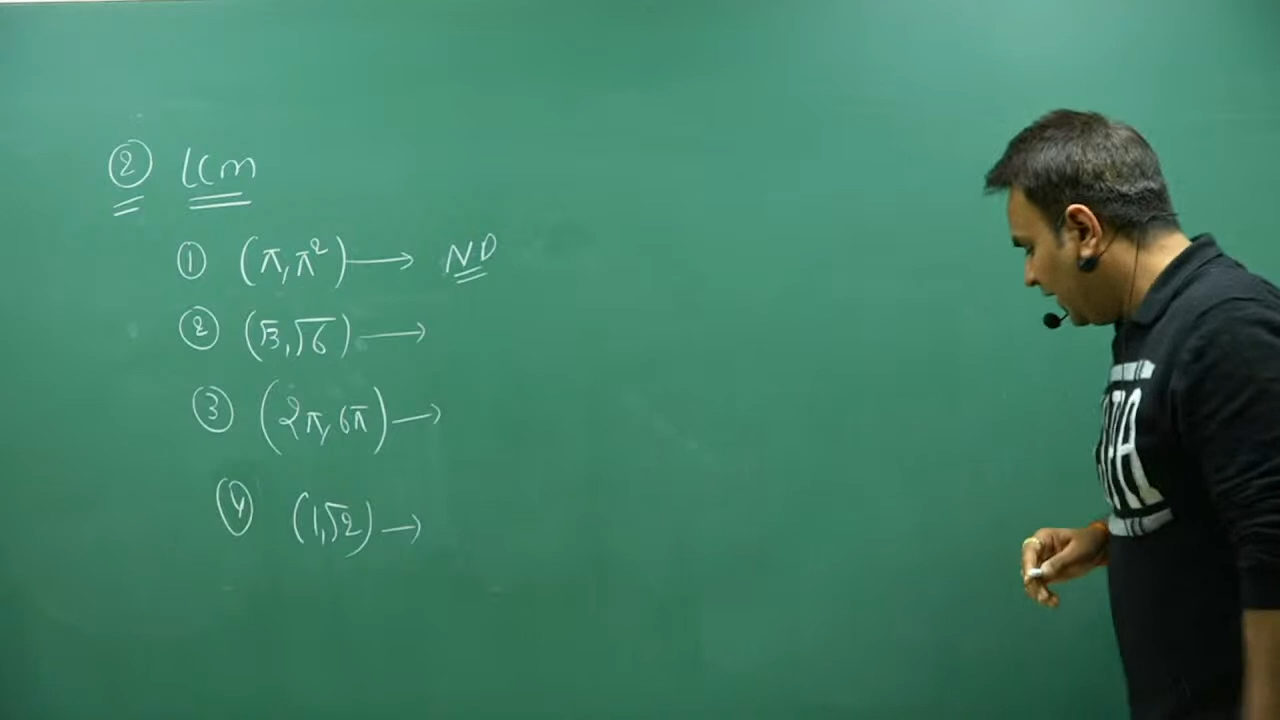 ② LCM
① (π, π²) → ND
② (√3, √6) →
③ (2π, 6π) →
④ (1, √2) →